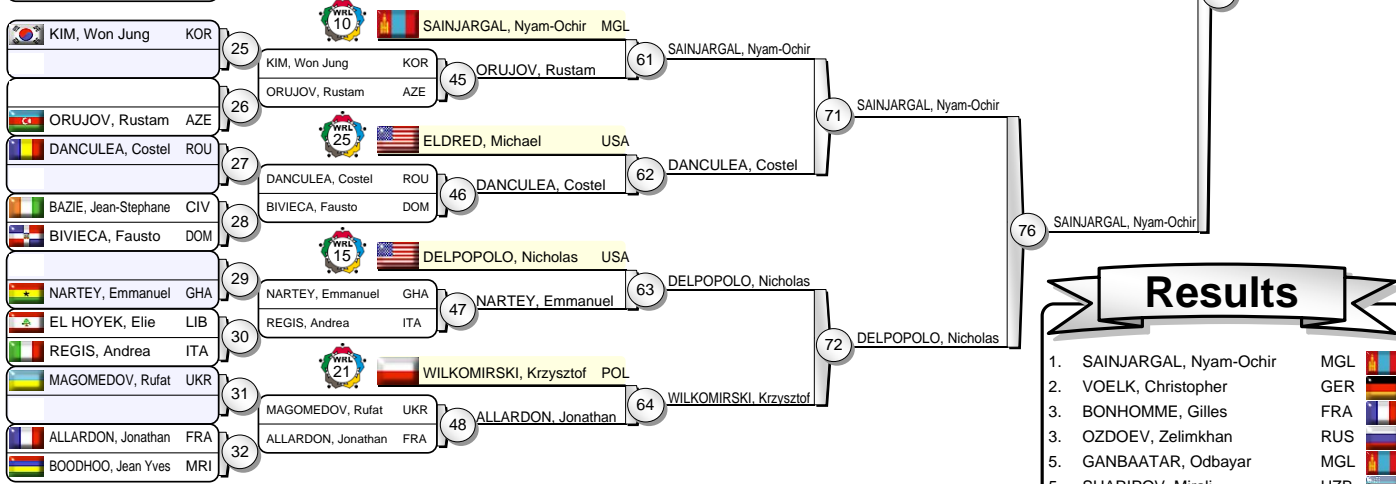 WRL
10
SAINJARGAL, Nyam-Ochir MGL
KIM, Won Jung KOR
25
KIM, Won Jung KOR
ORUJOV, Rustam AZE
45
ORUJOV, Rustam
61
SAINJARGAL, Nyam-Ochir
26
ORUJOV, Rustam AZE
71
SAINJARGAL, Nyam-Ochir
WRL
25
ELDRED, Michael USA
DANCULEA, Costel ROU
27
DANCULEA, Costel ROU
BIVIECA, Fausto DOM
46
DANCULEA, Costel
62
DANCULEA, Costel
BAZIE, Jean-Stephane CIV
28
BIVIECA, Fausto DOM
76
SAINJARGAL, Nyam-Ochir
WRL
15
DELPOPOLO, Nicholas USA
29
NARTEY, Emmanuel GHA
NARTEY, Emmanuel GHA
REGIS, Andrea ITA
47
NARTEY, Emmanuel
63
DELPOPOLO, Nicholas
EL HOYEK, Elie LIB
30
REGIS, Andrea ITA
72
DELPOPOLO, Nicholas
WRL
21
WILKOMIRSKI, Krzysztof POL
MAGOMEDOV, Rufat UKR
31
MAGOMEDOV, Rufat UKR
ALLARDON, Jonathan FRA
48
ALLARDON, Jonathan
64
WILKOMIRSKI, Krzysztof
ALLARDON, Jonathan FRA
32
BOODHOO, Jean Yves MRI
Results
1. SAINJARGAL, Nyam-Ochir MGL
2. VOELK, Christopher GER
3. BONHOMME, Gilles FRA
3. OZDOEV, Zelimkhan RUS
5. GANBAATAR, Odbayar MGL